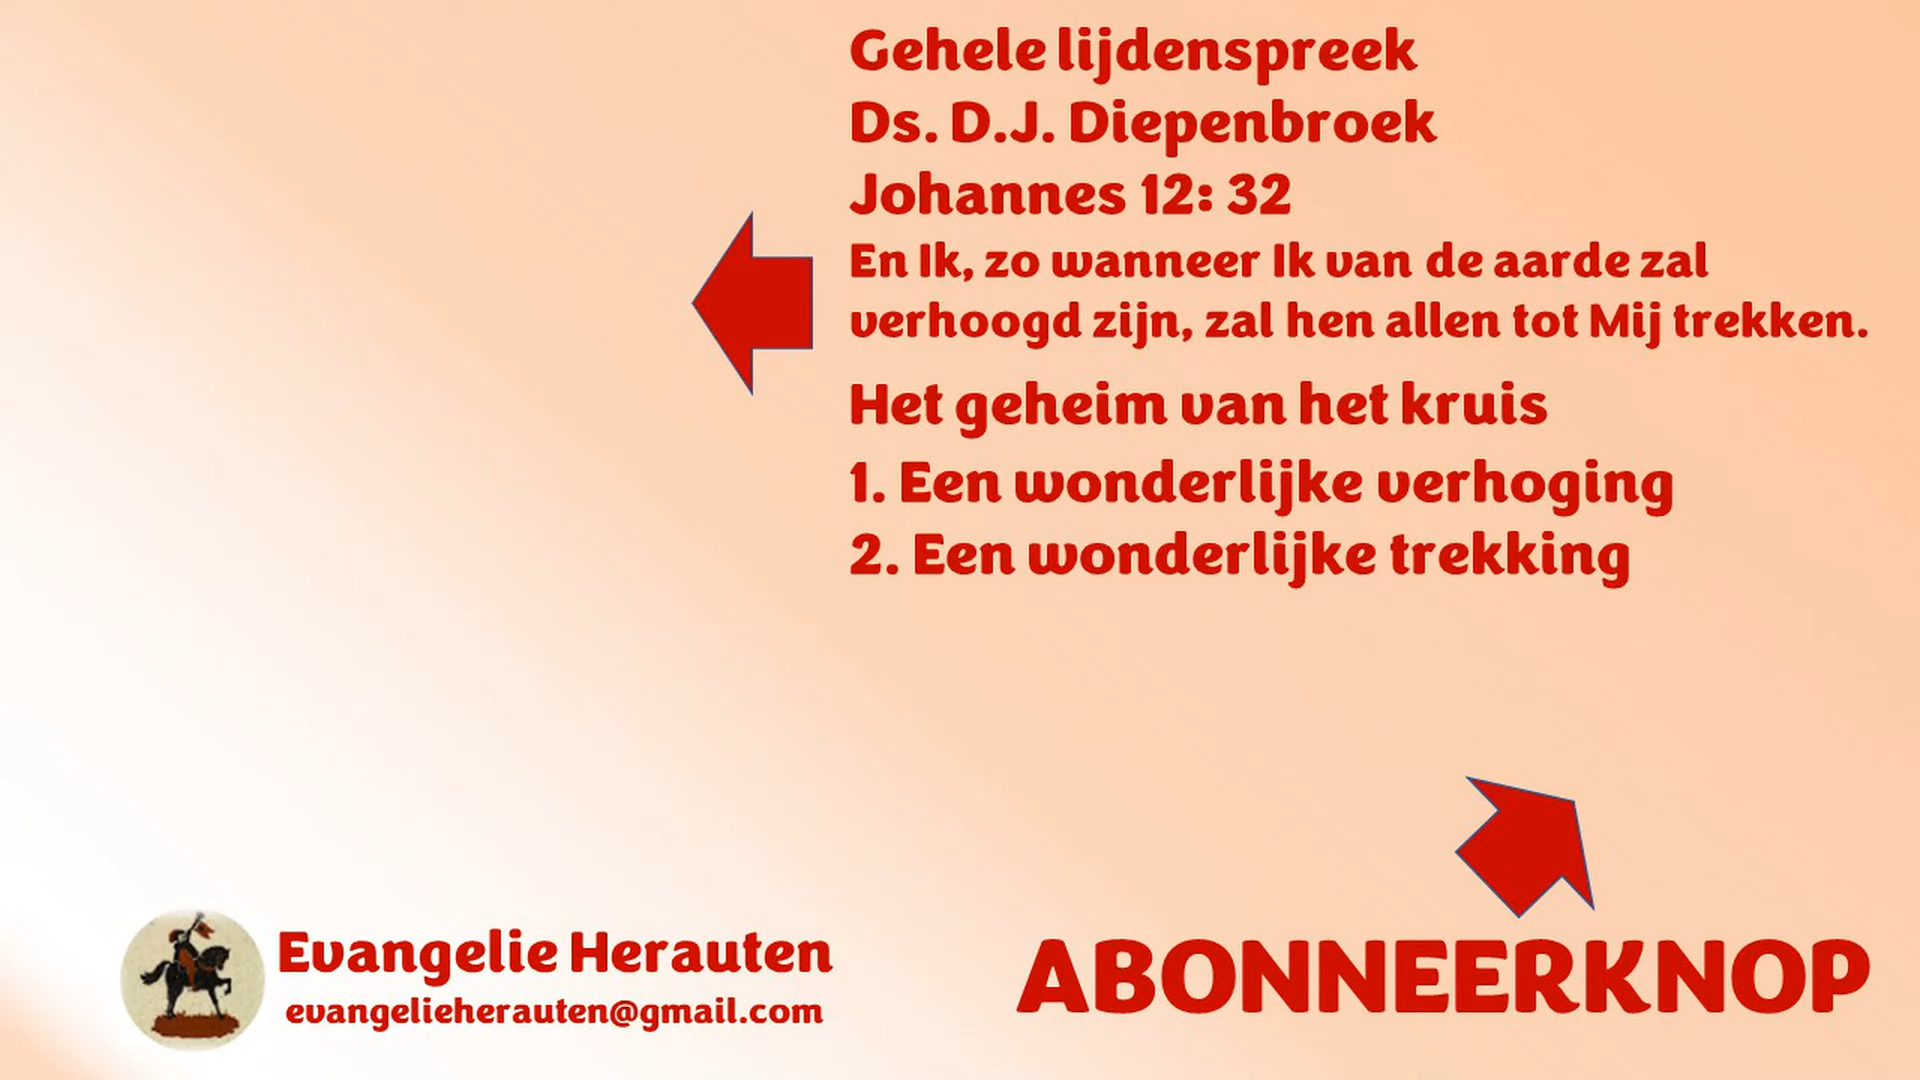 Gehele lijdenspreek
Ds. D.J. Diepenbroek
Johannes 12: 32
En Ik, zo wanneer Ik van de aarde zal
verhoogd zijn, zal hen allen tot Mij trekken.
Het geheim van het kruis
1. Een wonderlijke verhoging
2. Een wonderlijke trekking
Evangelie Herauten
evangelieherauten@gmail.com
ABONNEERKNOP